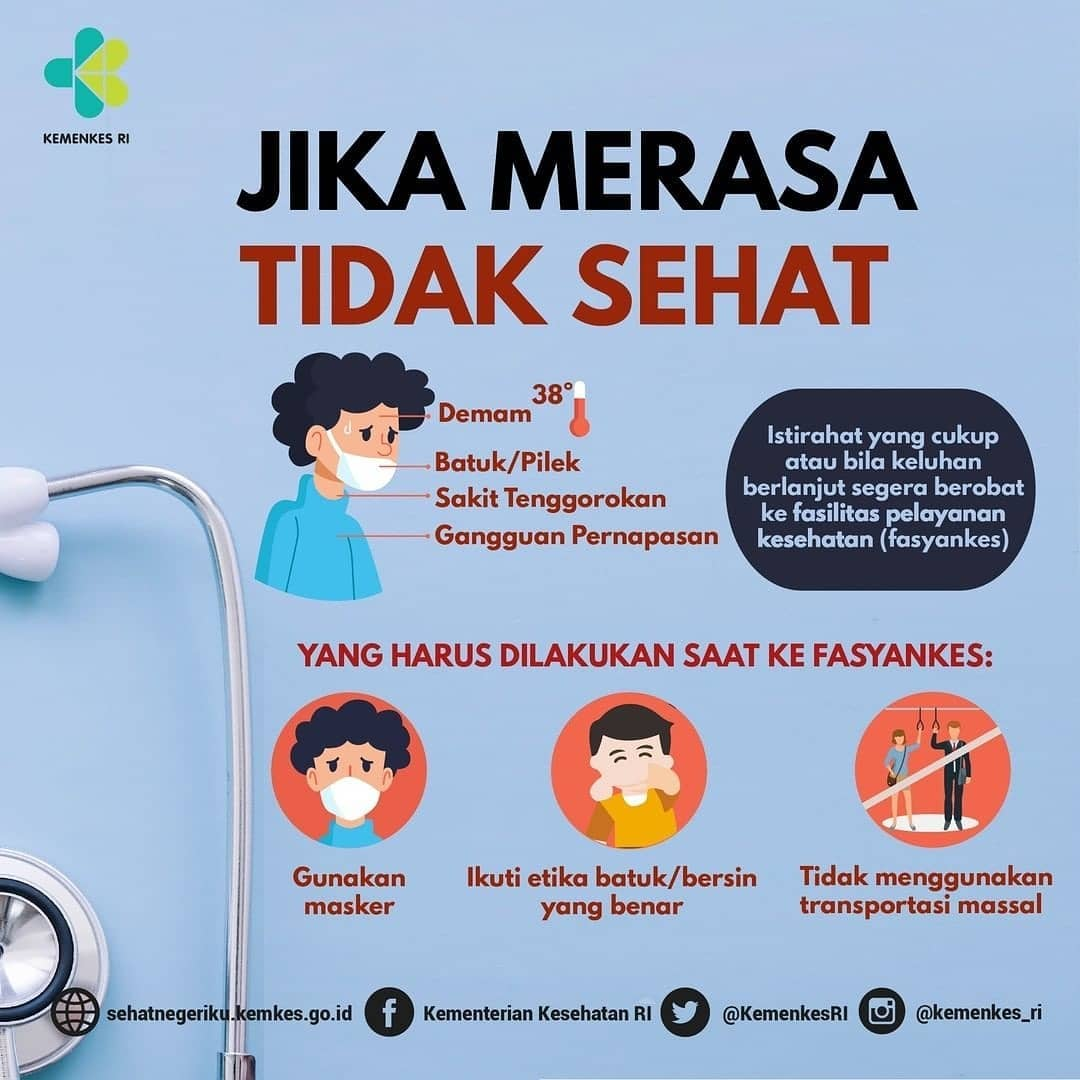 KEMENKES RI
JIKA MERASA
TIDAK SEHAT
Demam 38°
Batuk/Pilek
Sakit Tenggorokan
Gangguan Pernapasan
Istirahat yang cukup
atau bila keluhan
berlanjut segera berobat
ke fasilitas pelayanan
kesehatan (fasyankes)
YANG HARUS DILAKUKAN SAAT KE FASYANKES:
Gunakan
masker
Ikuti etika batuk/bersin
yang benar
Tidak menggunakan
transportasi massal
sehatnegeriku.kemkes.go.id
Kementerian Kesehatan RI
@KemenkesRI
@kemenkes_ri